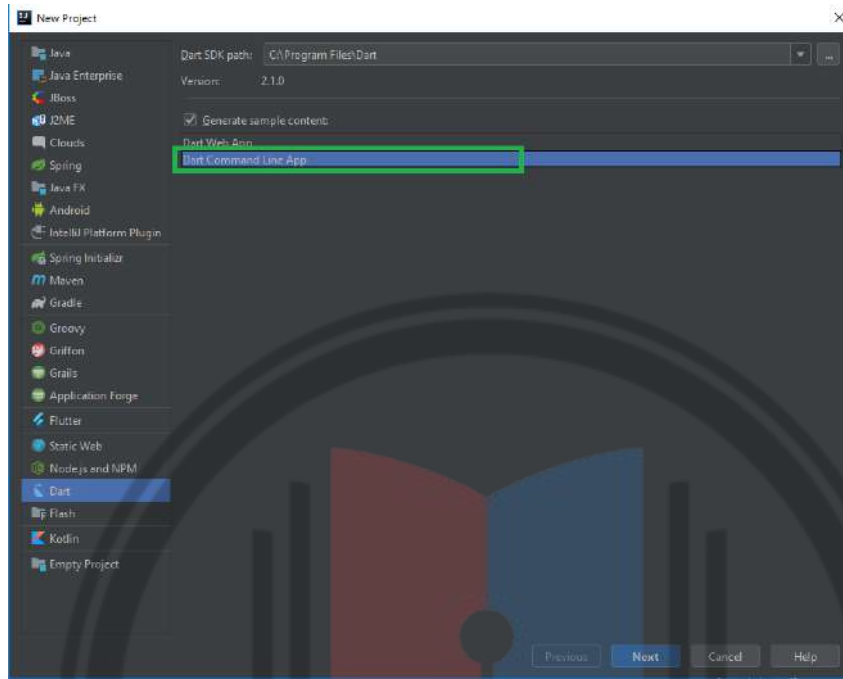 New Project
Java
Java Enterprise
JBoss
J2ME
Clouds
Spring
Java FX
Android
IntelliJ Platform Plugin
Spring Initializr
Maven
Gradle
Groovy
Griffon
Grails
Application Forge
Flutter
Static Web
Node.js and NPM
Dart
Flash
Kotlin
Empty Project
Dart SDK path: C:\Program Files\Dart
Version: 2.1.0
Generate sample content:
Dart Web App
Dart Command Line App
Previous Next Cancel Help